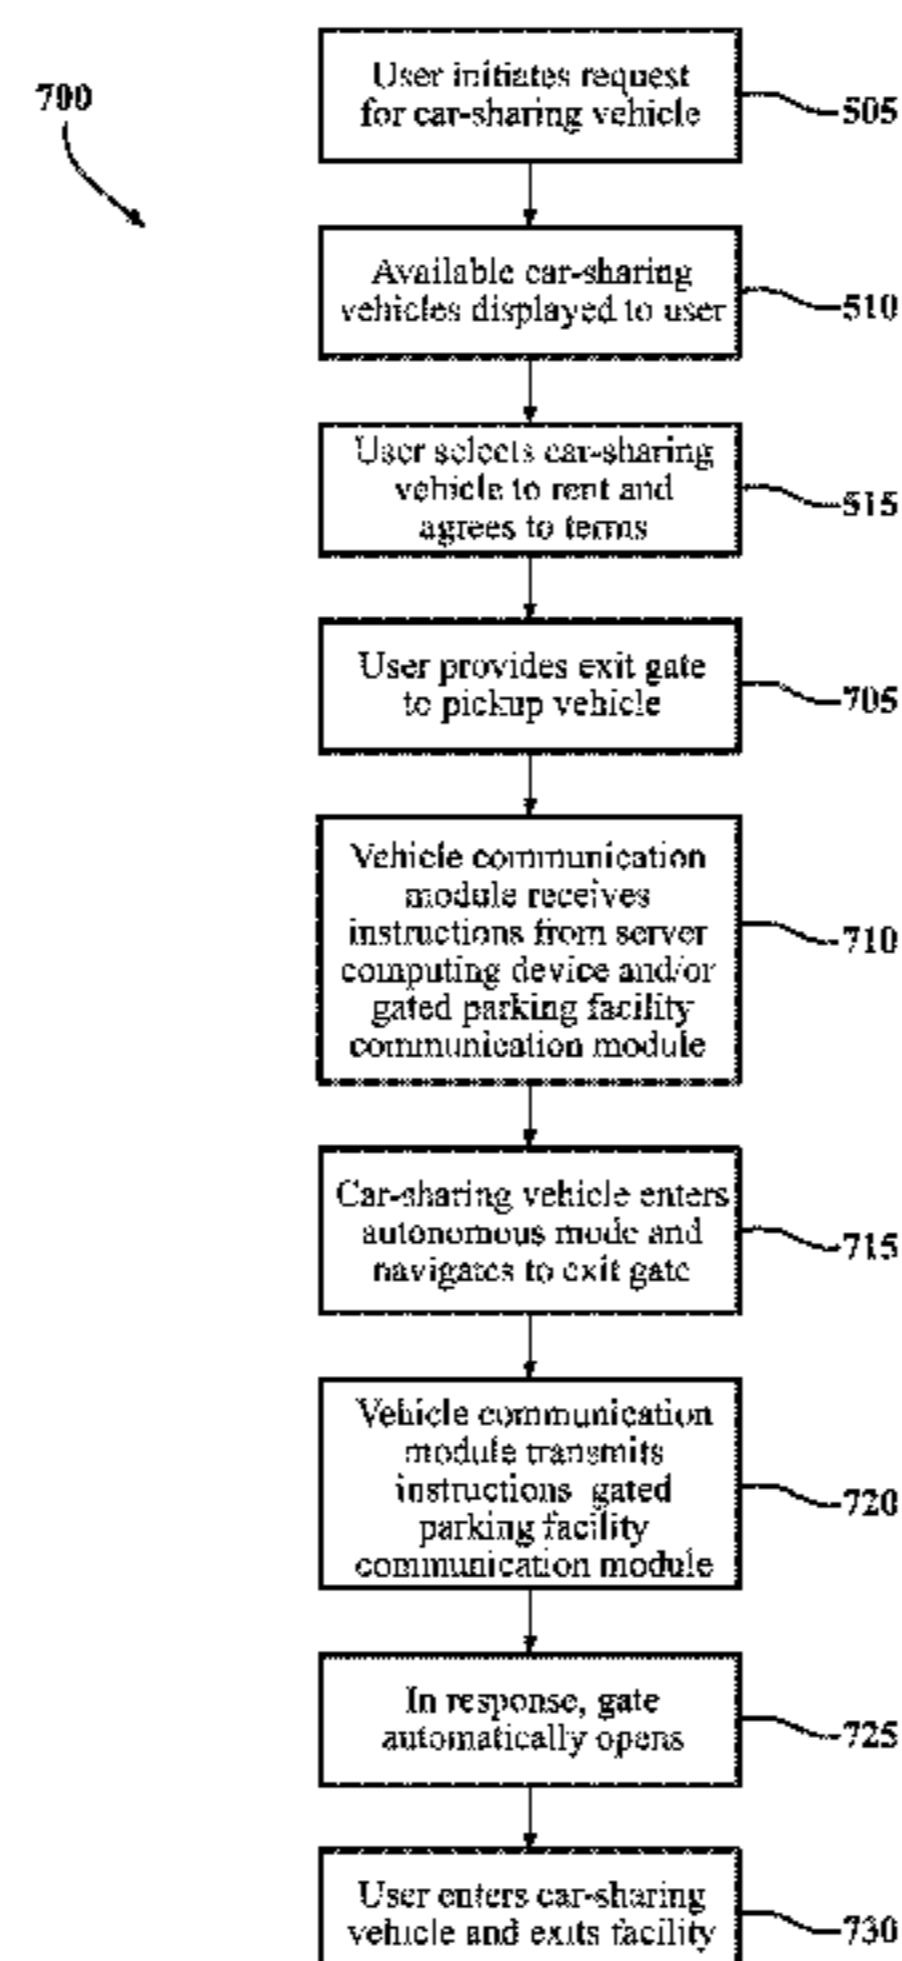 700
User initiates request
for car-sharing vehicle
505
Available car-sharing
vehicles displayed to user
510
User selects car-sharing
vehicle to rent and
agrees to terms
515
User provides exit gate
to pickup vehicle
705
Vehicle communication
module receives
instructions from server
computing device and/or
gated parking facility
communication module
710
Car-sharing vehicle enters
autonomous mode and
navigates to exit gate
715
Vehicle communication
module transmits
instructions gated
parking facility
communication module
720
In response, gate
automatically opens
725
User enters car-sharing
vehicle and exits facility
730